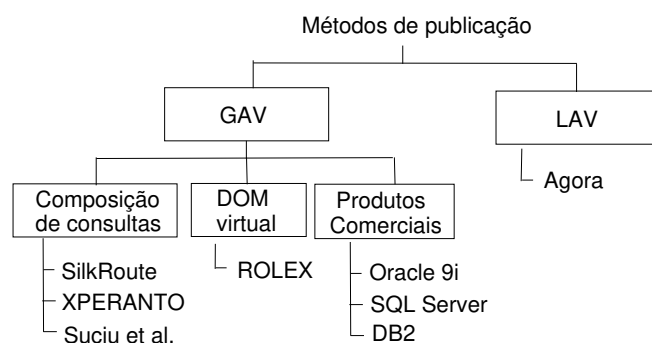 Métodos de publicação
GAV
LAV
Agora
Composição
de consultas
DOM
virtual
Produtos
Comerciais
SilkRoute
XPERANTO
Suciu et al.
ROLEX
Oracle 9i
SQL Server
DB2